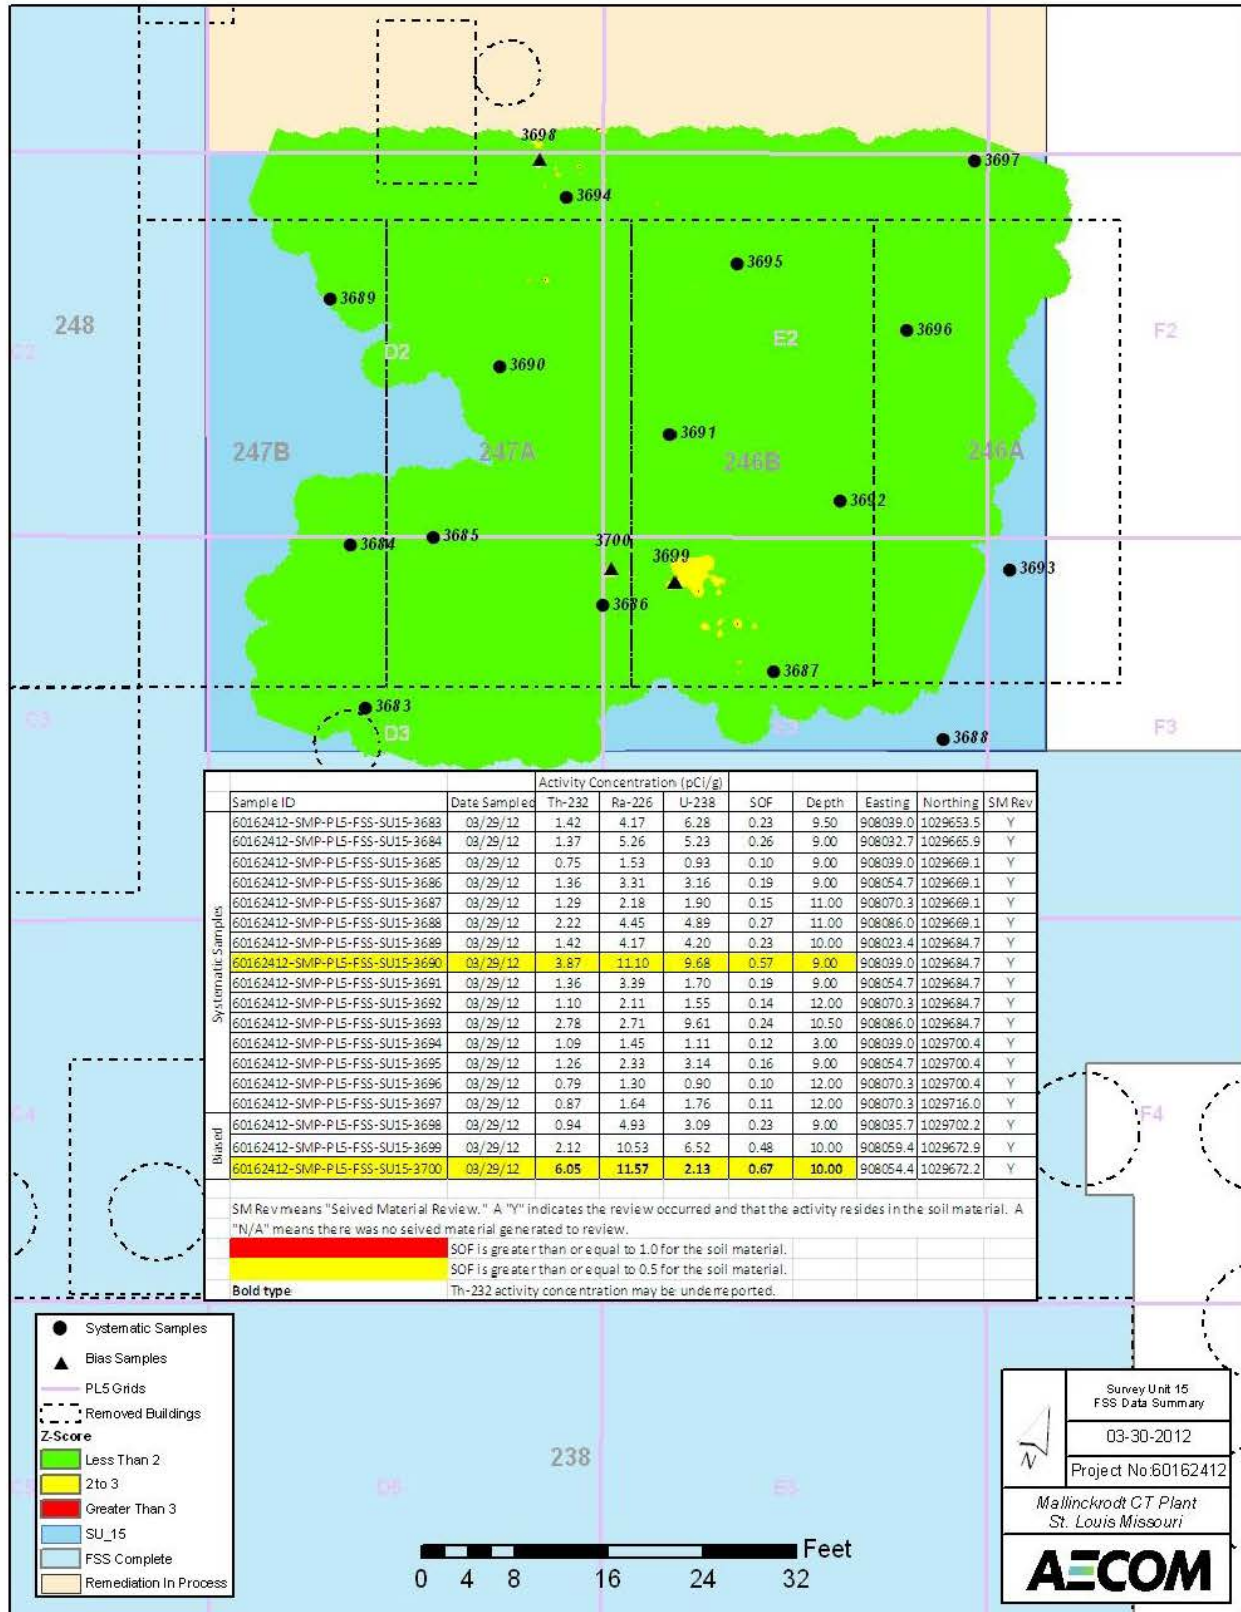 3698
3697
3694
3695
3689
3696
248
F2
E2
D2
3690
3691
247B
247A
246B
246A
3692
3685
3684
3700
3699
3693
3686
3687
3683
C3
D3
F3
3688
Activity Concentration (pCi/g)
Sample ID Date Sampled Th-232 Ra-226 U-238 SOF Depth Easting Northing SM Rev
Systematic Samples
60162412-SMP-PL5-FSS-SU15-3683 03/29/12 1.42 4.17 6.28 0.23 9.50 908039.0 1029653.5 Y
60162412-SMP-PL5-FSS-SU15-3684 03/29/12 1.37 5.26 5.23 0.26 9.00 908032.7 1029665.9 Y
60162412-SMP-PL5-FSS-SU15-3685 03/29/12 0.75 1.53 0.93 0.10 9.00 908039.0 1029669.1 Y
60162412-SMP-PL5-FSS-SU15-3686 03/29/12 1.36 3.31 3.16 0.19 9.00 908054.7 1029669.1 Y
60162412-SMP-PL5-FSS-SU15-3687 03/29/12 1.29 2.18 1.90 0.15 11.00 908070.3 1029669.1 Y
60162412-SMP-PL5-FSS-SU15-3688 03/29/12 2.22 4.45 4.89 0.27 11.00 908086.0 1029669.1 Y
60162412-SMP-PL5-FSS-SU15-3689 03/29/12 1.42 4.17 4.20 0.23 10.00 908023.4 1029684.7 Y
60162412-SMP-PL5-FSS-SU15-3690 03/29/12 3.87 11.10 9.68 0.57 9.00 908039.0 1029684.7 Y
60162412-SMP-PL5-FSS-SU15-3691 03/29/12 1.36 3.39 1.70 0.19 9.00 908054.7 1029684.7 Y
60162412-SMP-PL5-FSS-SU15-3692 03/29/12 1.10 2.11 1.55 0.14 12.00 908070.3 1029684.7 Y
60162412-SMP-PL5-FSS-SU15-3693 03/29/12 2.78 2.71 9.61 0.24 10.50 908086.0 1029684.7 Y
60162412-SMP-PL5-FSS-SU15-3694 03/29/12 1.09 1.45 1.11 0.12 3.00 908039.0 1029700.4 Y
60162412-SMP-PL5-FSS-SU15-3695 03/29/12 1.26 2.33 3.14 0.16 9.00 908054.7 1029700.4 Y
60162412-SMP-PL5-FSS-SU15-3696 03/29/12 0.79 1.30 0.90 0.10 12.00 908070.3 1029700.4 Y
60162412-SMP-PL5-FSS-SU15-3697 03/29/12 0.87 1.64 1.76 0.11 12.00 908070.3 1029716.0 Y
Biased
60162412-SMP-PL5-FSS-SU15-3698 03/29/12 0.94 4.93 3.09 0.23 9.00 908035.7 1029702.2 Y
60162412-SMP-PL5-FSS-SU15-3699 03/29/12 2.12 10.53 6.52 0.48 10.00 908059.4 1029672.9 Y
60162412-SMP-PL5-FSS-SU15-3700 03/29/12 6.05 11.57 2.13 0.67 10.00 908054.4 1029672.2 Y
SM Rev means "Seived Material Review." A "Y" indicates the review occurred and that the activity resides in the soil material. A
"N/A" means there was no seived material generated to review.
SOF is greater than or equal to 1.0 for the soil material.
SOF is greater than or equal to 0.5 for the soil material.
Bold type Th-232 activity concentration may be underreported.
F4
Systematic Samples
Bias Samples
PL5 Grids
Removed Buildings
Z-Score
Less Than 2
2 to 3
Greater Than 3
SU_15
FSS Complete
Remediation In Process
238
Feet
0 4 8 16 24 32
N
Survey Unit 15
FSS Data Summary
03-30-2012
Project No:60162412
Mallinckrodt CT Plant
St. Louis Missouri
AECOM